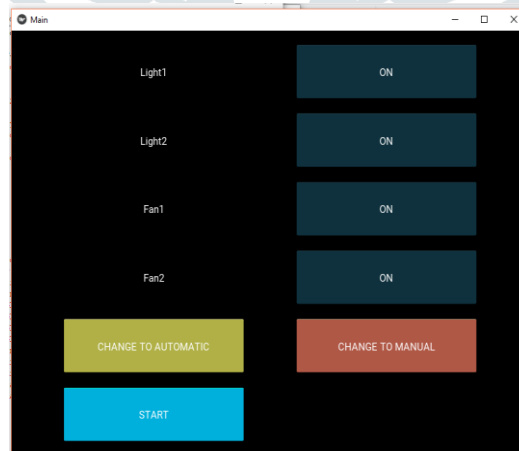 Main
Light1 ON
Light2 ON
Fan1 ON
Fan2 ON
CHANGE TO AUTOMATIC CHANGE TO MANUAL
START